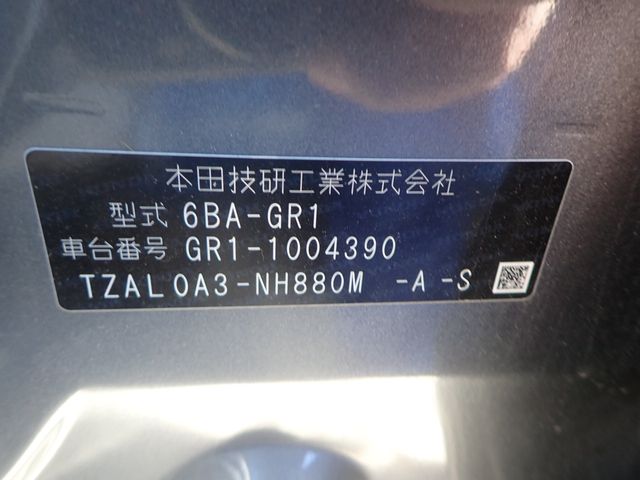 本田技研工業株式会社
型式 6BA-GR1
車台番号 GR1-1004390
TZAL0A3-NH880M -A -S